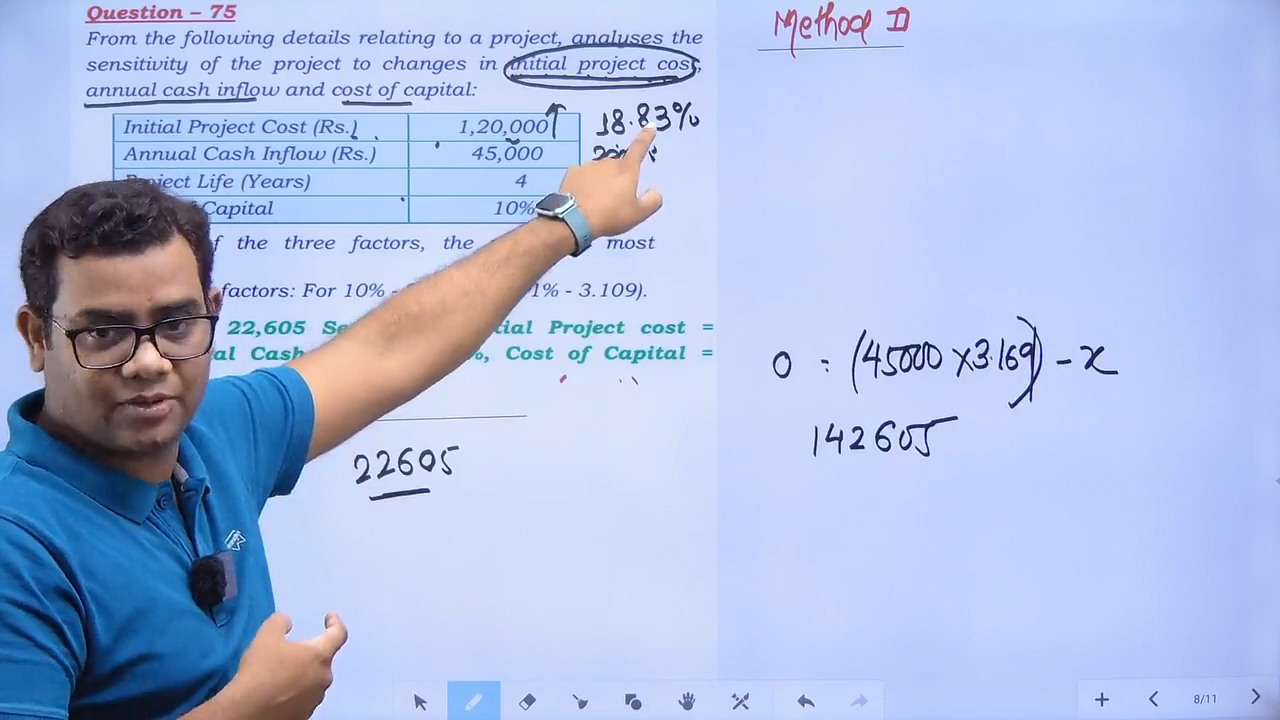 Question – 75
Method II
From the following details relating to a project, analyses the
sensitivity of the project to changes in initial project cost,
annual cash inflow and cost of capital:
Initial Project Cost (Rs.) 1,20,000 ↑ 18.83%
Annual Cash Inflow (Rs.) 45,000
Project Life (Years) 4
Capital 10%
f the three factors, the most
factors: For 10% - 1% - 3.109).
22,605 Se tial Project cost =
al Cash %, Cost of Capital =
0 = (45000 × 3.169) - x
142605
22605
8/11